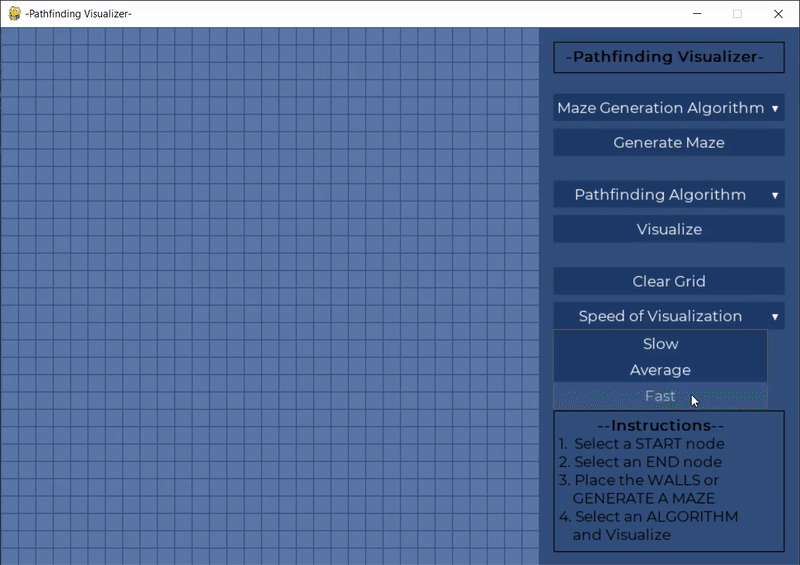 -Pathfinding Visualizer-
-Pathfinding Visualizer-
Maze Generation Algorithm ▼
Generate Maze
Pathfinding Algorithm ▼
Visualize
Clear Grid
Speed of Visualization ▼
Slow
Average
Fast
--Instructions--
1. Select a START node
2. Select an END node
3. Place the WALLS or
GENERATE A MAZE
4. Select an ALGORITHM
and Visualize